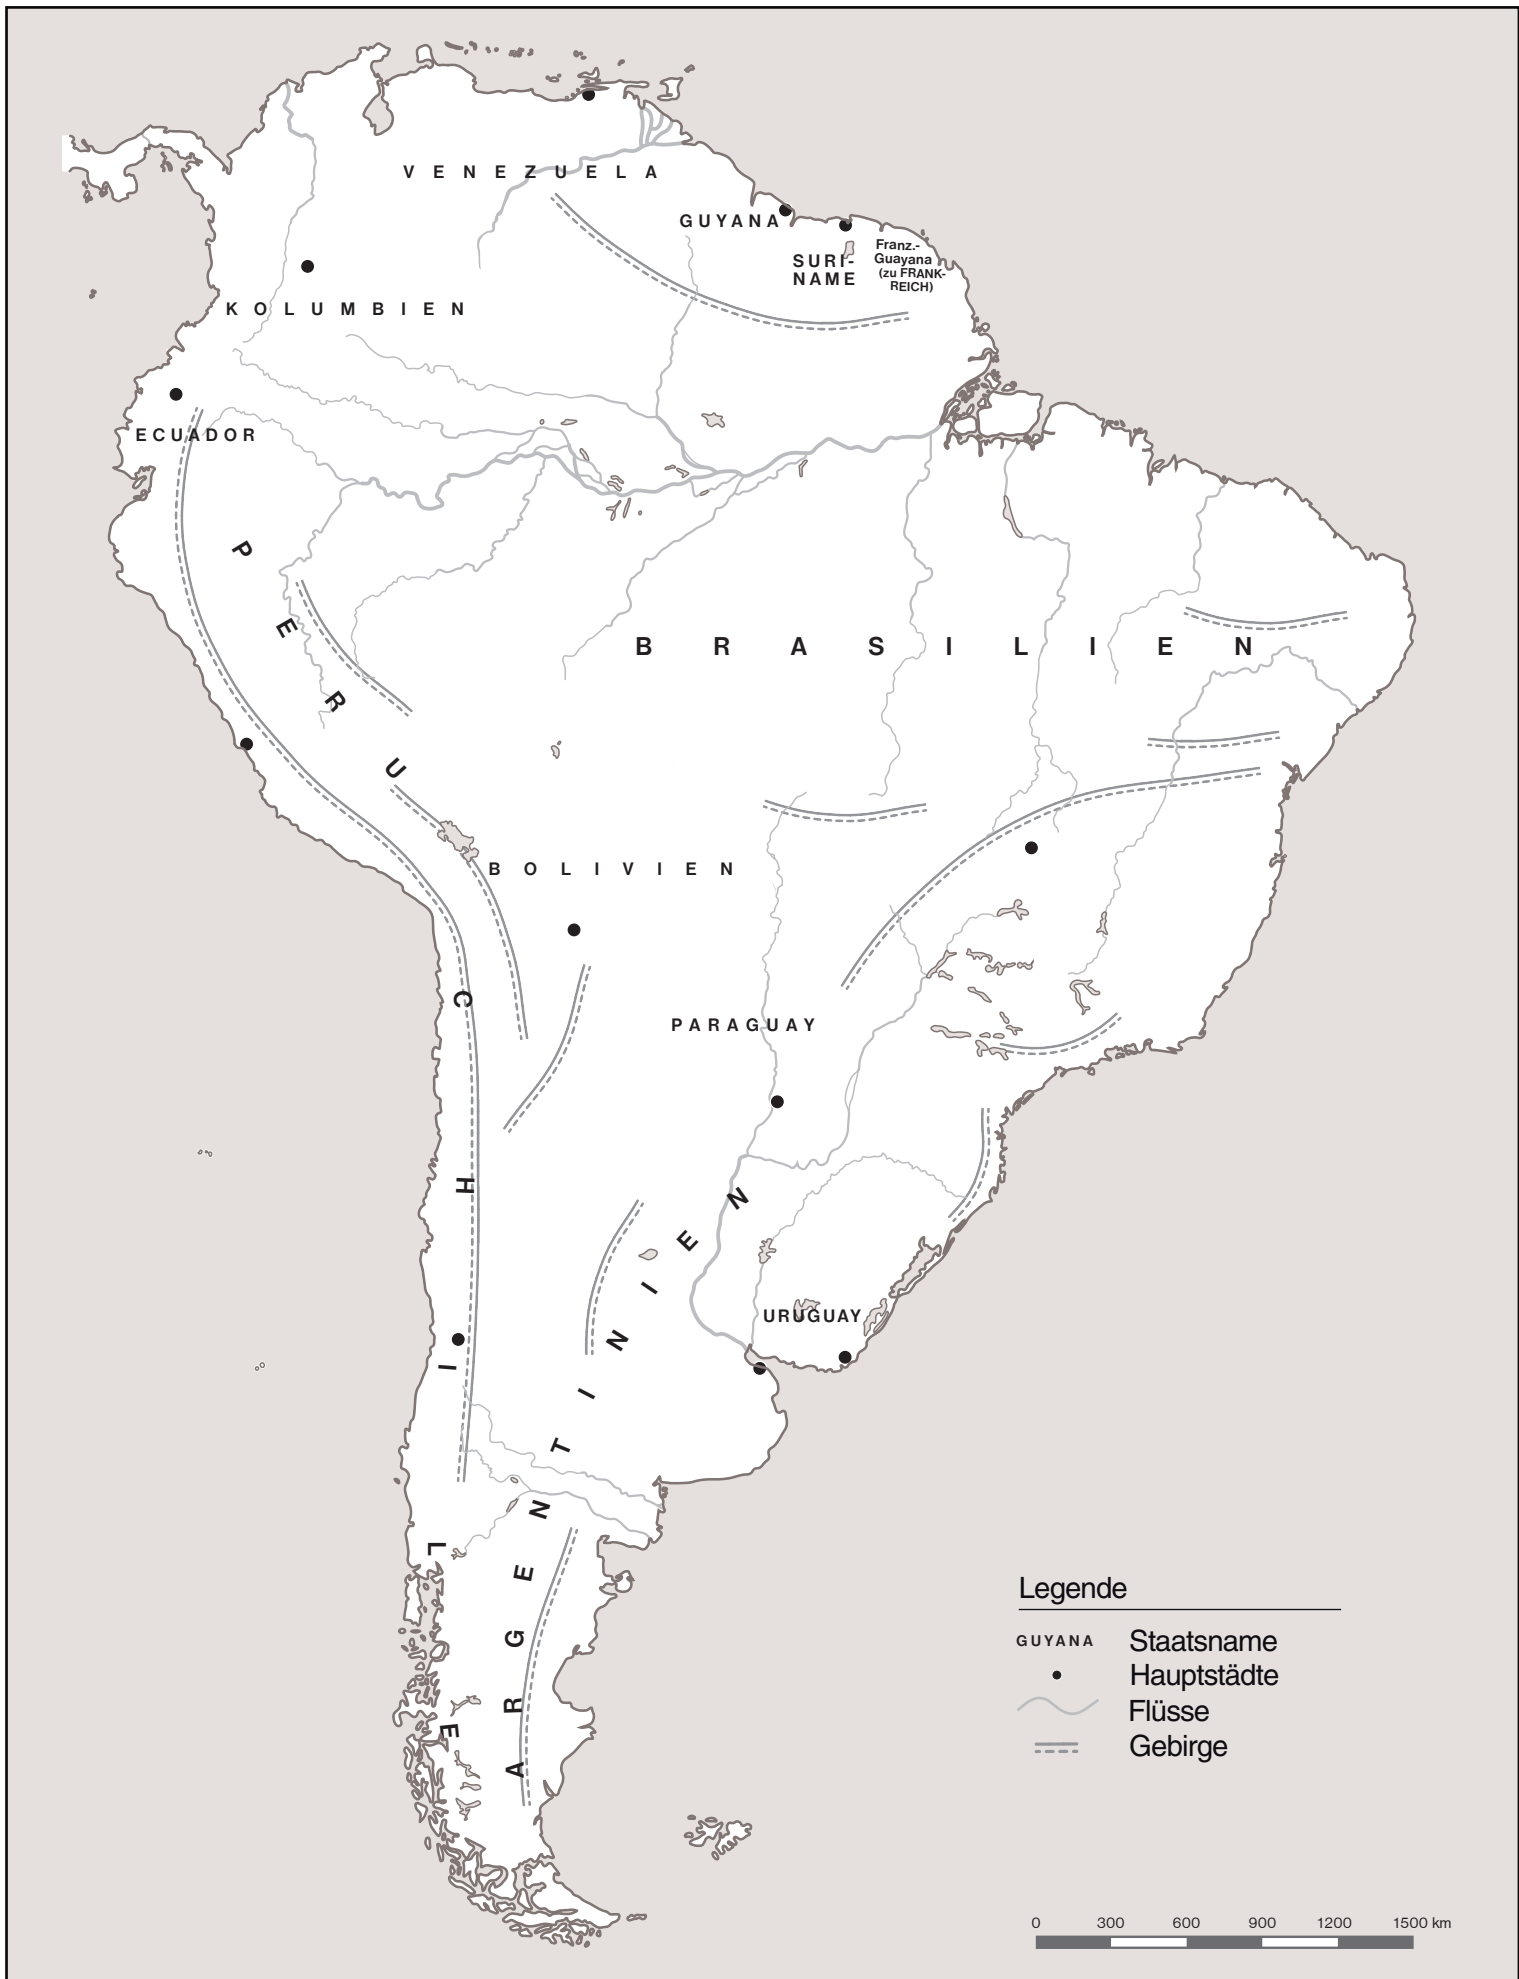 VENEZUELA
GUYANA
SURI-
NAME
Franz.-
Guayana
(zu FRANK-
REICH)
KOLUMBIEN
ECUADOR
PERU
BRASILIEN
BOLIVIEN
PARAGUAY
CHILE
ARGENTINIEN
URUGUAY
Legende
GUYANA Staatsname
Hauptstädte
Flüsse
Gebirge
0 300 600 900 1200 1500 km